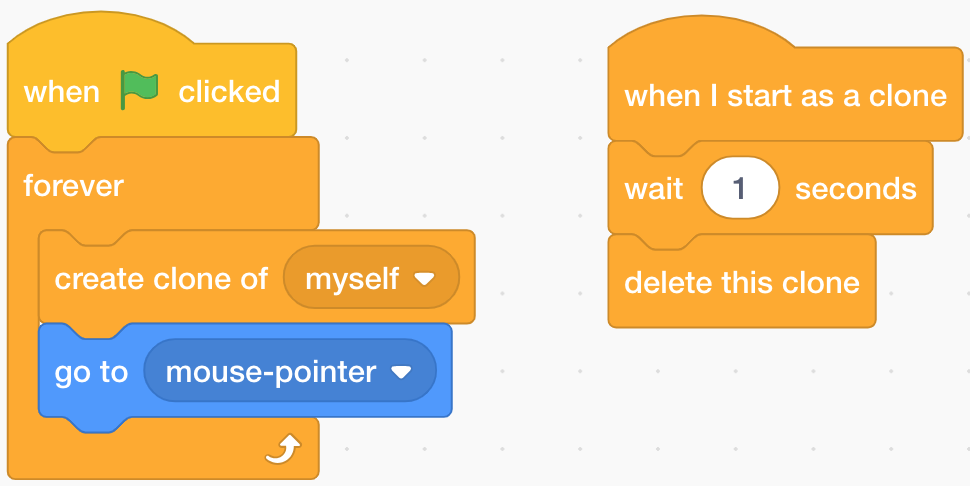 when clicked
forever
create clone of myself
go to mouse-pointer
when I start as a clone
wait 1 seconds
delete this clone